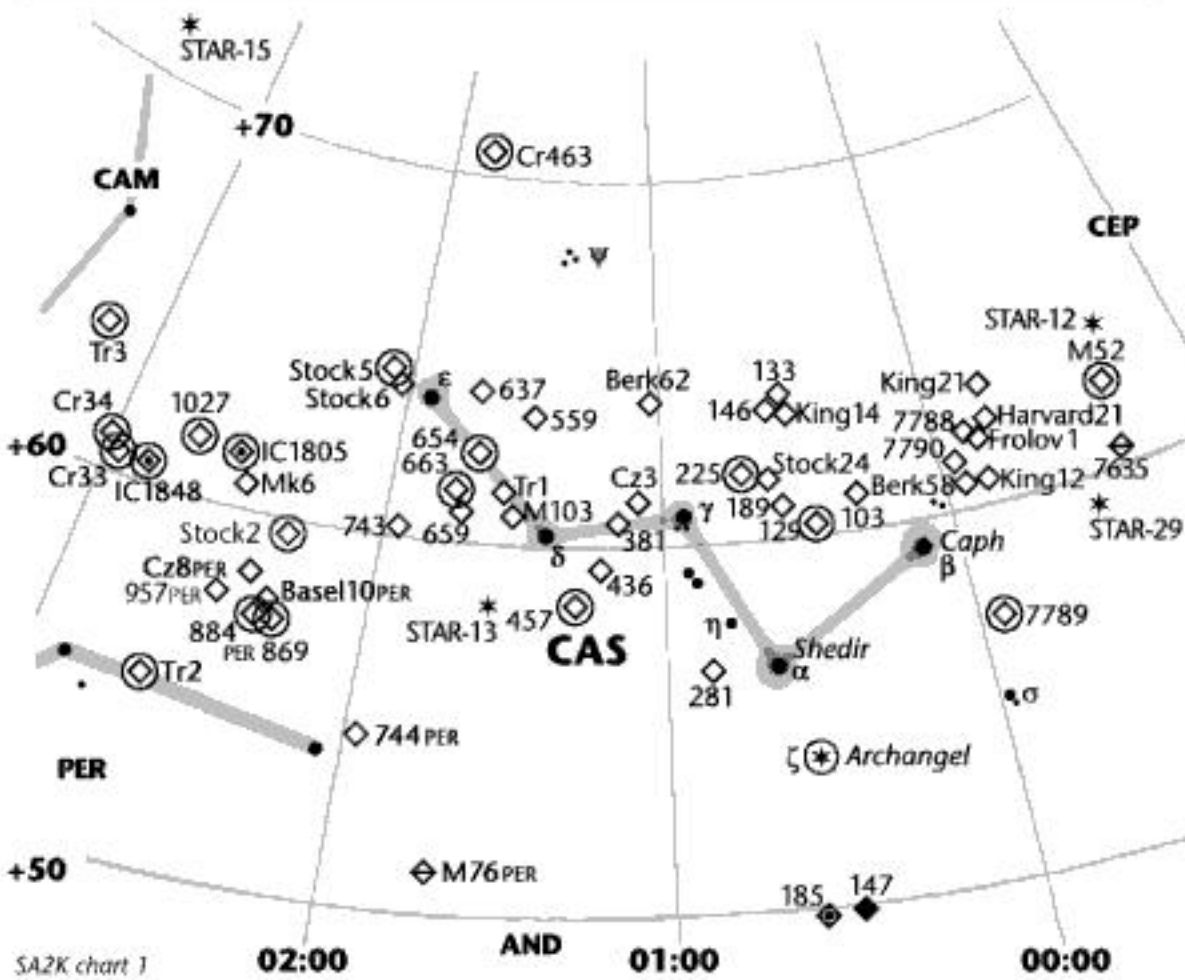 STAR-15
+70
Cr463
CAM
CEP
Ψ
STAR-12
Tr3
M52
Stock5
ε
Stock6
637
Berk62
133
King21
Cr34
1027
559
146
King14
7788
Harvard21
654
Frolov1
+60
IC1805
663
225
Stock24
7790
7635
Cr33
IC1848
Mk6
Tr1
Cz3
Berk58
King12
M103
γ
189
Stock2
743
659
381
129
103
STAR-29
δ
Caph
β
Cz8PER
436
957PER
Basel10PER
STAR-13
457
7789
884
PER 869
η
CAS
Shedir
α
Tr2
281
σ
744PER
ζ
Archangel
PER
+50
M76PER
185
147
AND
SA2K chart 1
02:00
01:00
00:00